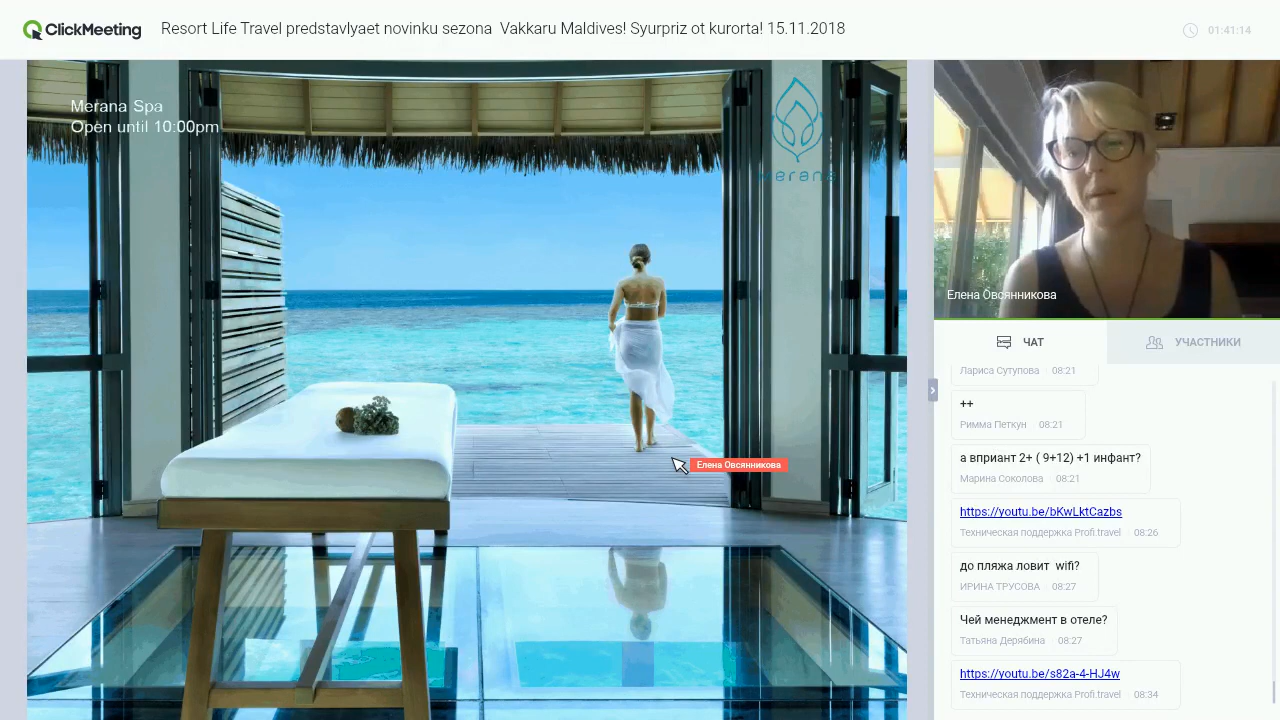 ClickMeeting
Resort Life Travel predstavlyaet novinku sezona Vakkaru Maldives! Syurpriz ot kurorta! 15.11.2018
01:41:14
Merana Spa
Open until 10:00pm
Merana
Елена Овсянникова
Елена Овсянникова
ЧАТ
УЧАСТНИКИ
Лариса Сутупова 08:21
++
Римма Петкун 08:21
а вприант 2+ ( 9+12) +1 инфант?
Марина Соколова 08:21
https://youtu.be/bKwLktCazbs
Техническая поддержка Profi.travel 08:26
до пляжа ловит wifi?
ИРИНА ТРУСОВА 08:27
Чей менеджмент в отеле?
Татьяна Дерябина 08:27
https://youtu.be/s82a-4-HJ4w
Техническая поддержка Profi.travel 08:34